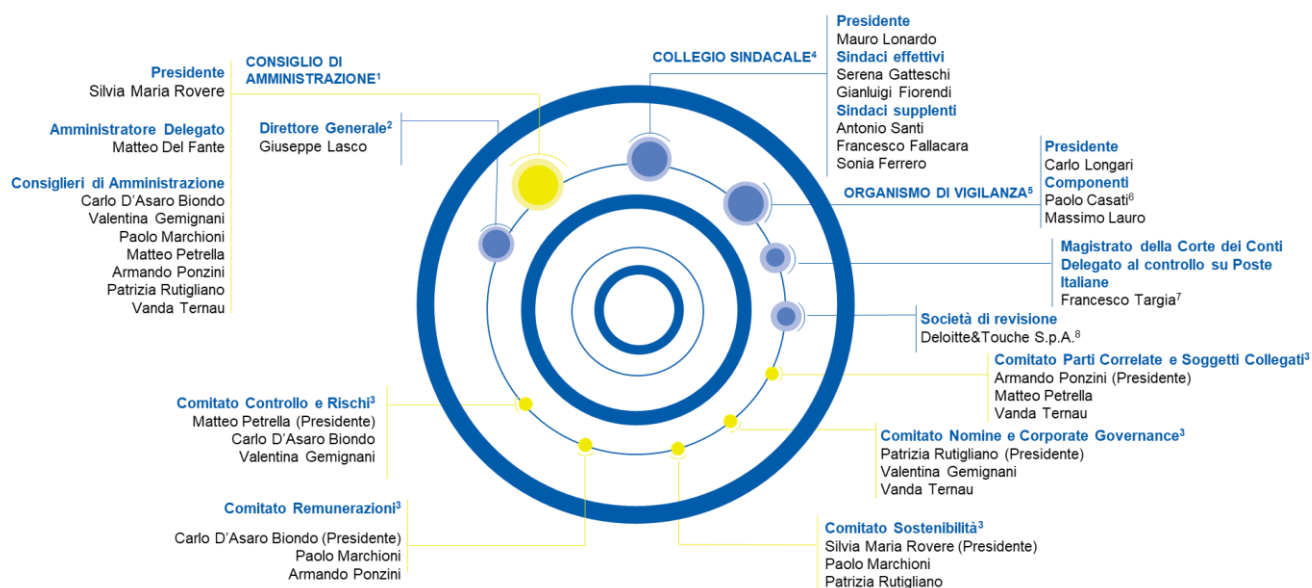 CONSIGLIO DI
AMMINISTRAZIONE¹
Presidente
Silvia Maria Rovere
Amministratore Delegato
Matteo Del Fante
Consiglieri di Amministrazione
Carlo D'Asaro Biondo
Valentina Gemignani
Paolo Marchioni
Matteo Petrella
Armando Ponzini
Patrizia Rutigliano
Vanda Ternau
Direttore Generale²
Giuseppe Lasco
COLLEGIO SINDACALE⁴
Presidente
Mauro Lonardo
Sindaci effettivi
Serena Gatteschi
Gianluigi Fiorendi
Sindaci supplenti
Antonio Santi
Francesco Fallacara
Sonia Ferrero
ORGANISMO DI VIGILANZA⁵
Presidente
Carlo Longari
Componenti
Paolo Casati⁶
Massimo Lauro
Magistrato della Corte dei Conti
Delegato al controllo su Poste
Italiane
Francesco Targia⁷
Società di revisione
Deloitte&Touche S.p.A.⁸
Comitato Parti Correlate e Soggetti Collegati³
Armando Ponzini (Presidente)
Matteo Petrella
Vanda Ternau
Comitato Nomine e Corporate Governance³
Patrizia Rutigliano (Presidente)
Valentina Gemignani
Vanda Ternau
Comitato Sostenibilità³
Silvia Maria Rovere (Presidente)
Paolo Marchioni
Patrizia Rutigliano
Comitato Controllo e Rischi³
Matteo Petrella (Presidente)
Carlo D'Asaro Biondo
Valentina Gemignani
Comitato Remunerazioni³
Carlo D'Asaro Biondo (Presidente)
Paolo Marchioni
Armando Ponzini